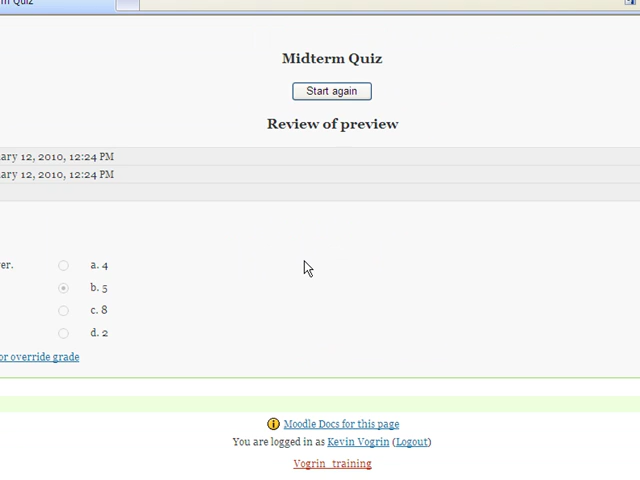 m Quiz
Midterm Quiz
Start again
Review of preview
ary 12, 2010, 12:24 PM
ary 12, 2010, 12:24 PM
er.
a. 4
b. 5
c. 8
d. 2
or override grade
Moodle Docs for this page
You are logged in as Kevin Vogrin (Logout)
Vogrin_training